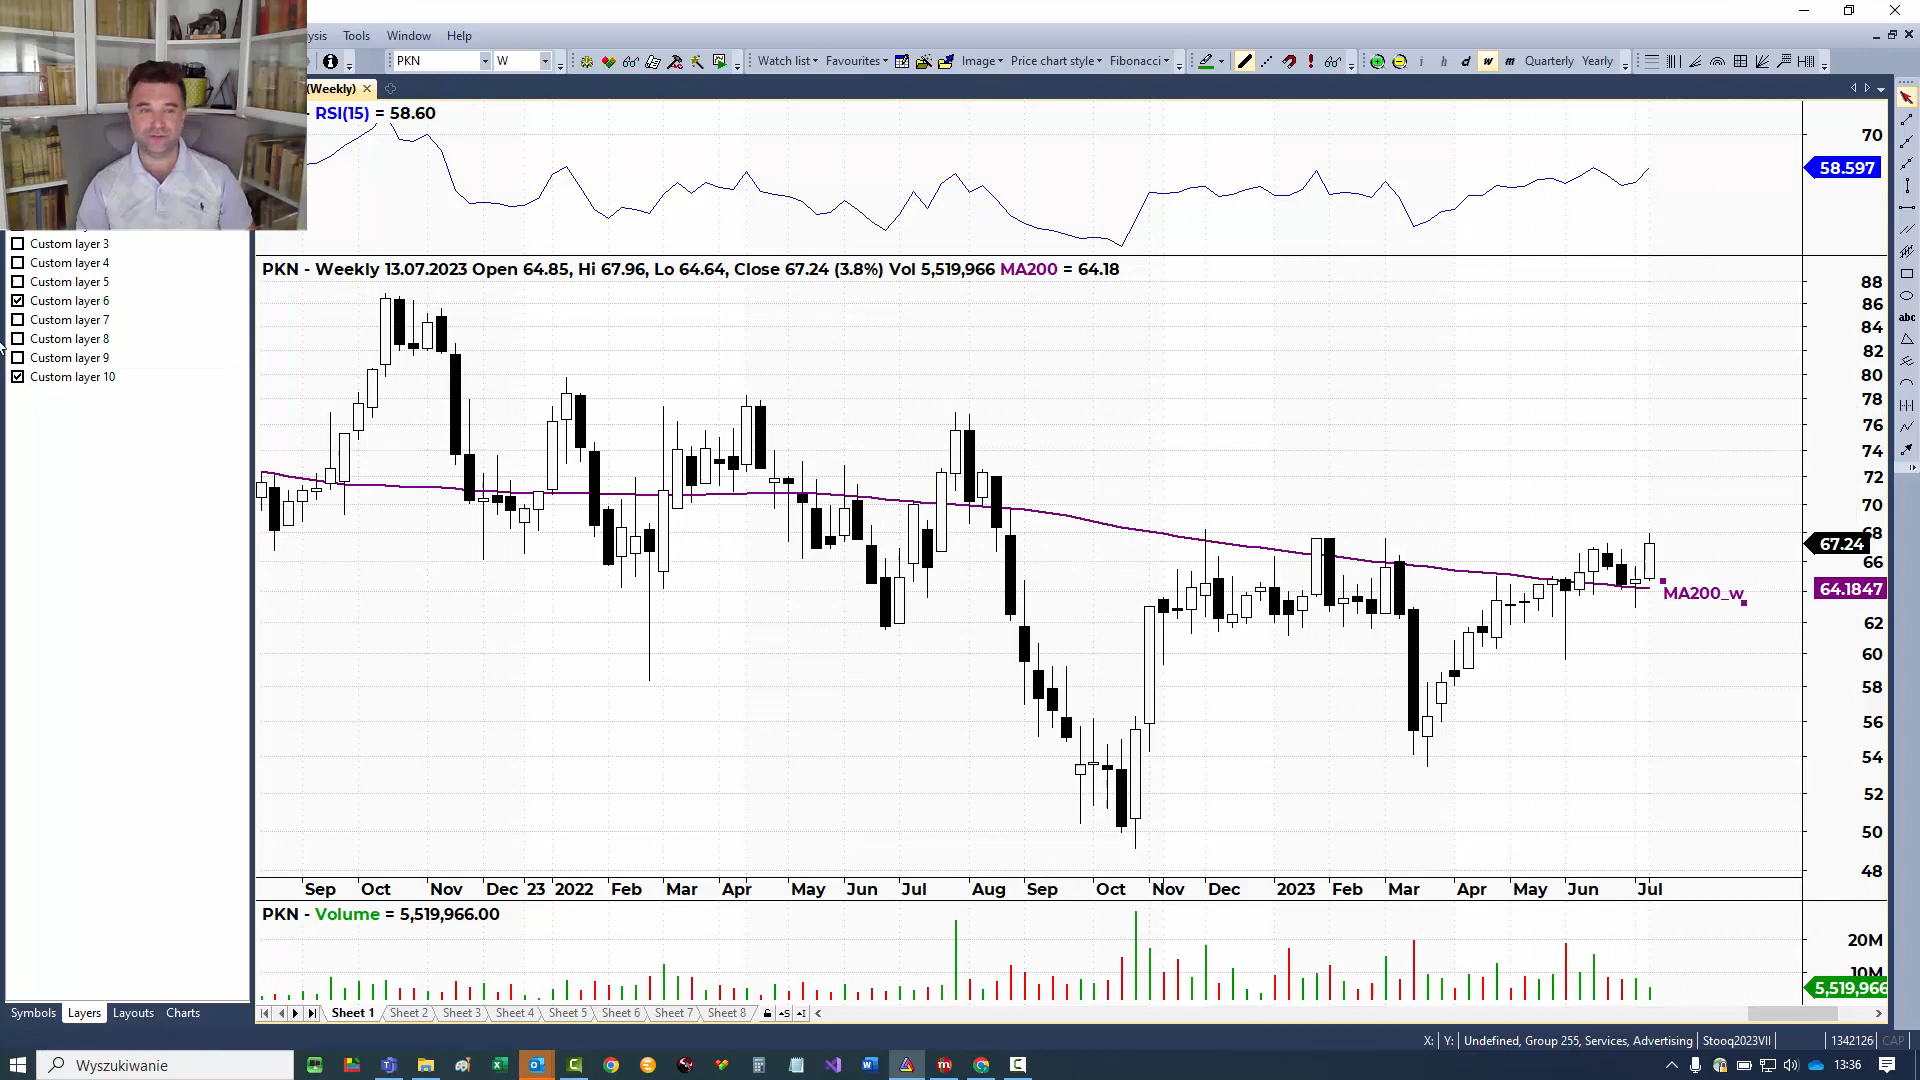 ysis Tools Window Help
PKN W Watch list Favourites Image Price chart style Fibonacci i h d w m Quarterly Yearly
(Weekly)
- RSI(15) = 58.60
70
58.597
Custom layer 3
Custom layer 4
Custom layer 5
Custom layer 6
Custom layer 7
Custom layer 8
Custom layer 9
Custom layer 10
PKN - Weekly 13.07.2023 Open 64.85, Hi 67.96, Lo 64.64, Close 67.24 (3.8%) Vol 5,519,966 MA200 = 64.18
88
86
84
82
80
78
76
74
72
70
68
67.24
66
64.1847
MA200_w
62
60
58
56
54
52
50
48
abc
Sep Oct Nov Dec 23 2022 Feb Mar Apr May Jun Jul Aug Sep Oct Nov Dec 2023 Feb Mar Apr May Jun Jul
PKN - Volume = 5,519,966.00
20M
10M
5,519,966
Symbols Layers Layouts Charts
Sheet 1 Sheet 2 Sheet 3 Sheet 4 Sheet 5 Sheet 6 Sheet 7 Sheet 8
X: Y: Undefined, Group 255, Services, Advertising Stooq2023VII 1342126 CAP
Wyszukiwanie
13:36